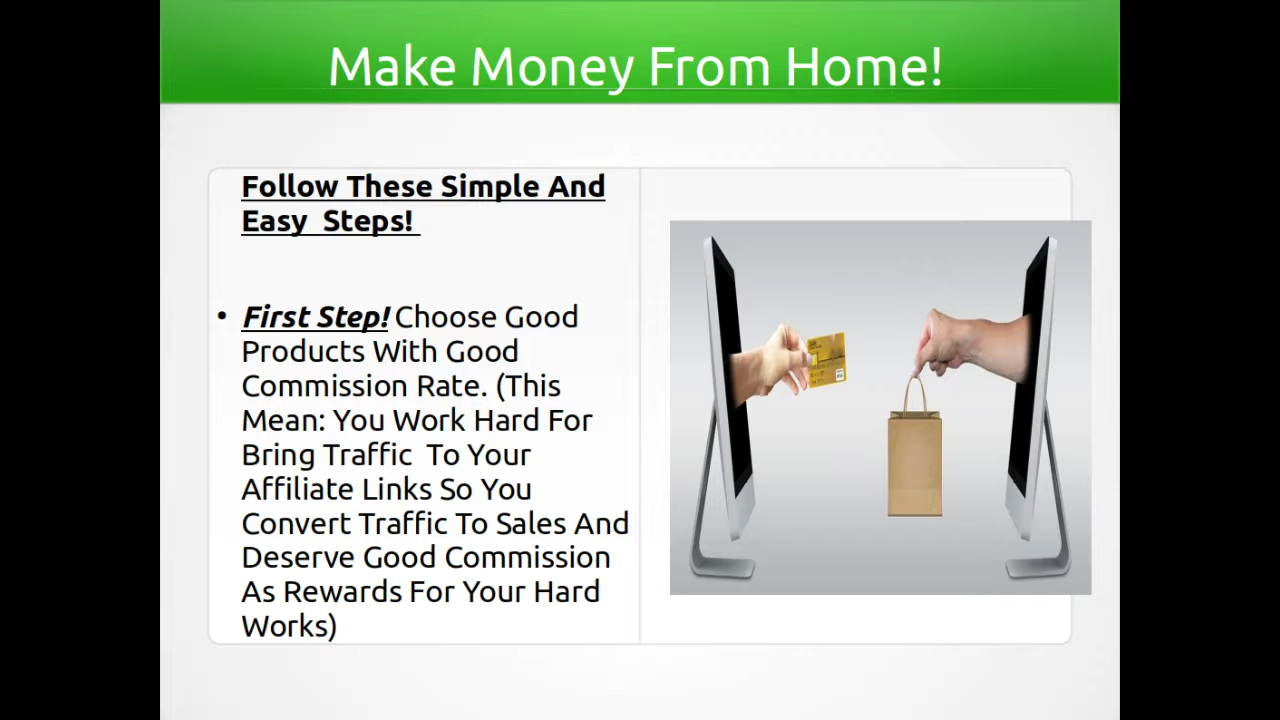 Make Money From Home!
Follow These Simple And
Easy  Steps!
• First Step! Choose Good
Products With Good
Commission Rate. (This
Mean: You Work Hard For
Bring Traffic  To Your
Affiliate Links So You
Convert Traffic To Sales And
Deserve Good Commission
As Rewards For Your Hard
Works)